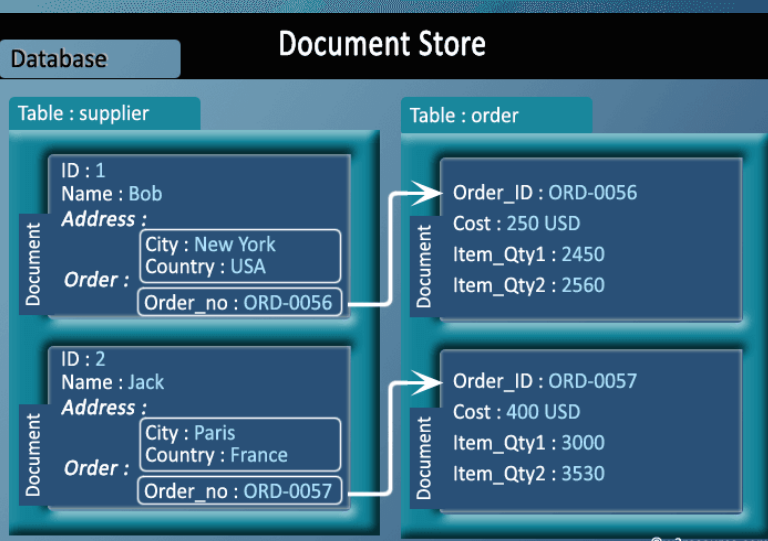 Document Store
Database
Table : supplier
ID : 1
Name : Bob
Address :
City : New York
Country : USA
Order :
Order_no : ORD-0056
Document
ID : 2
Name : Jack
Address :
City : Paris
Country : France
Order :
Order_no : ORD-0057
Document
Table : order
Order_ID : ORD-0056
Cost : 250 USD
Item_Qty1 : 2450
Item_Qty2 : 2560
Document
Order_ID : ORD-0057
Cost : 400 USD
Item_Qty1 : 3000
Item_Qty2 : 3530
Document